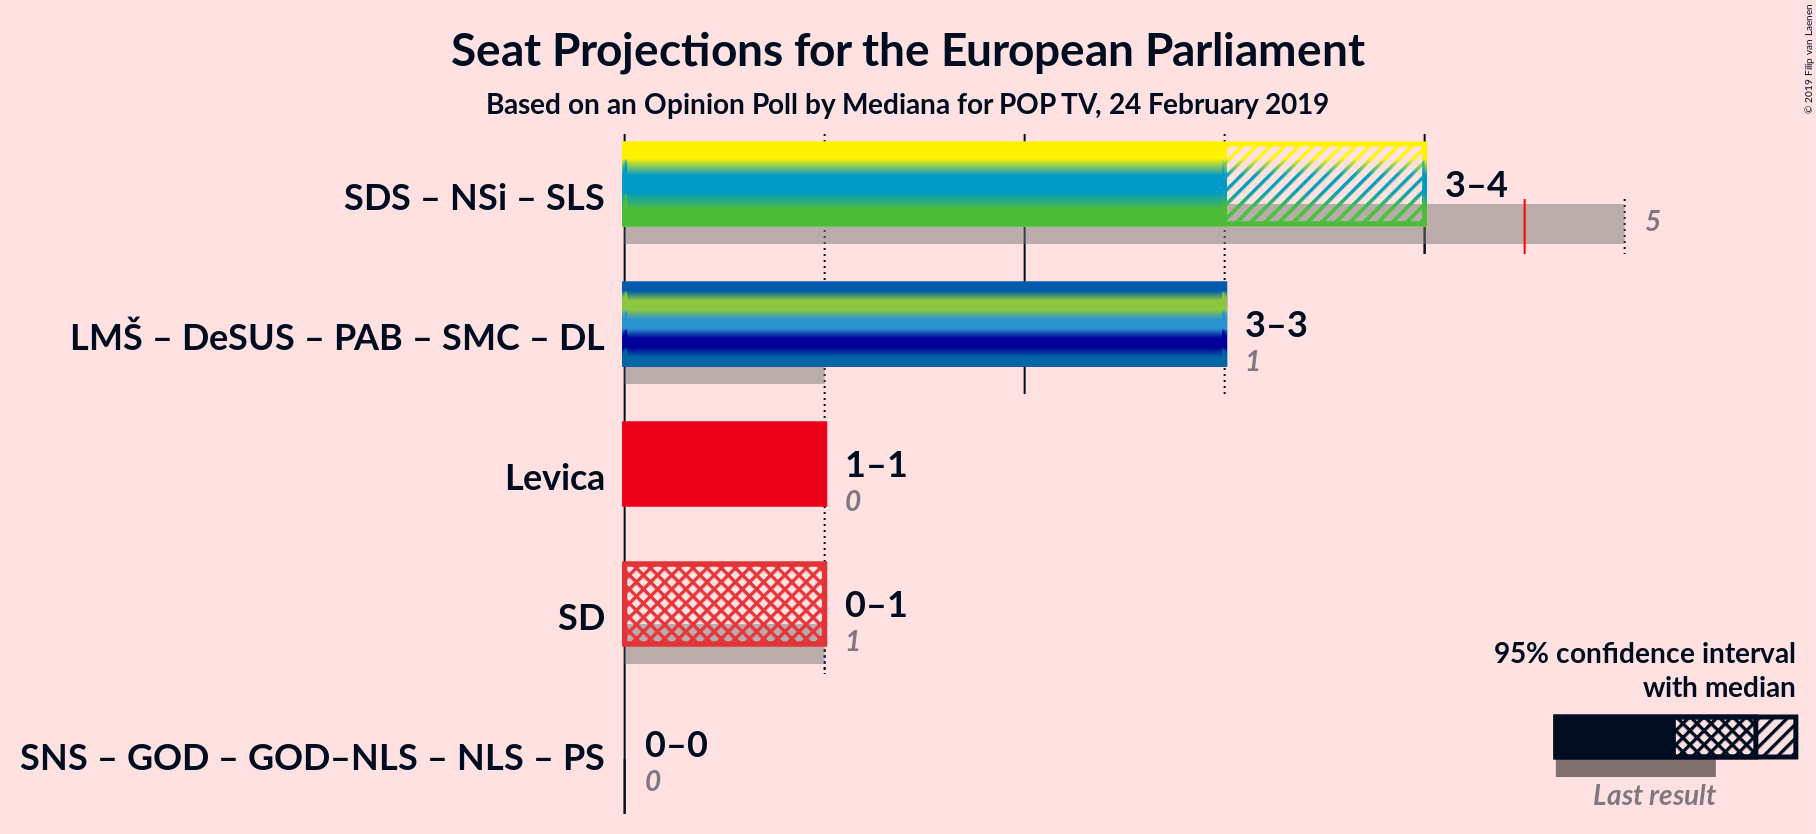 Seat Projections for the European Parliament
Based on an Opinion Poll by Mediana for POP TV, 24 February 2019
© 2019 Filip van Laenen
SDS – NSi – SLS
3–4
5
LMŠ – DeSUS – PAB – SMC – DL
3–3
1
Levica
1–1
0
SD
0–1
1
SNS – GOD – GOD–NLS – NLS – PS
0–0
0
95% confidence interval
with median
Last result